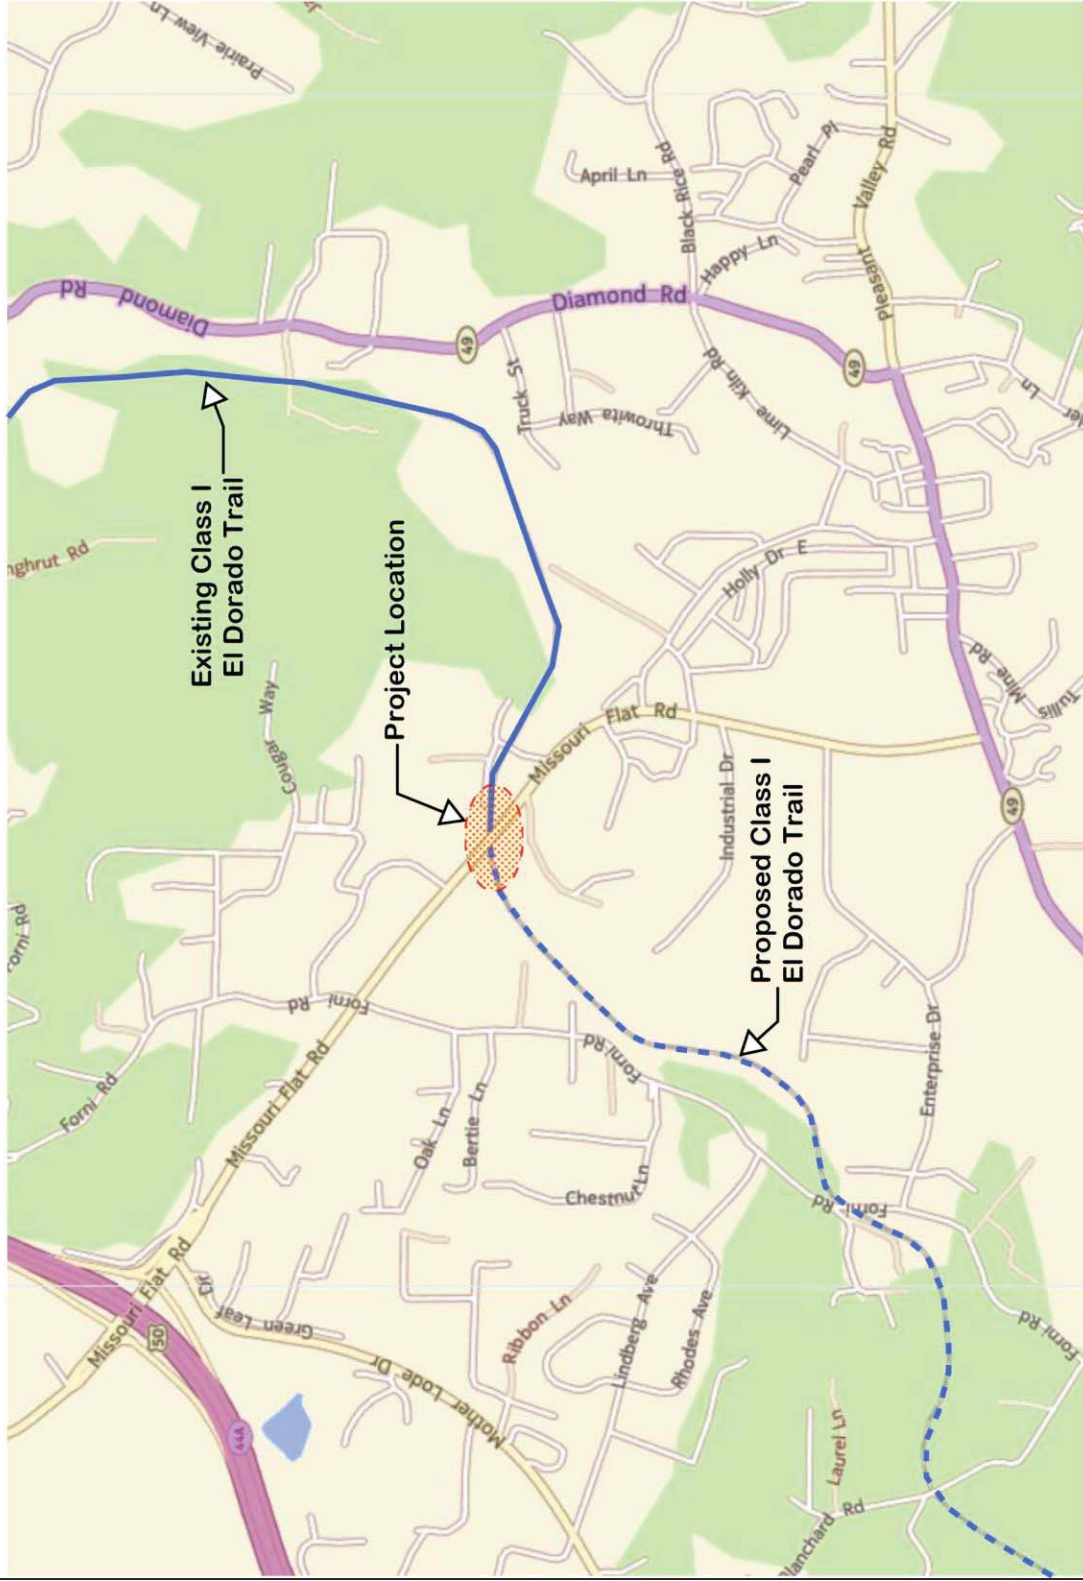 Prairie View Ln
Diamond Rd
Diamond Rd
49
49
49
April Ln
Black Rice Rd
Pearl Pl
Happy Ln
Pleasant Valley Rd
Truck St
Throwita Way
Lime Kiln Rd
Ln
Existing Class I
El Dorado Trail
Project Location
Cougar Way
Holly Dr E
Mine Rd
Tullis
Missouri Flat Rd
Industrial Dr
Proposed Class I
El Dorado Trail
Enterprise Dr
Forni Rd
Forni Rd
Forni Rd
Forni Rd
Forni Rd
Forni Rd
Missouri Flat Rd
Missouri Flat Rd
Oak Ln
Bertie Ln
Chestnut Ln
50
44A
Green Leaf Dr
Mother Lode Dr
Ribbon Ln
Lindberg Ave
Rhodes Ave
Laurel Ln
Blanchard Rd